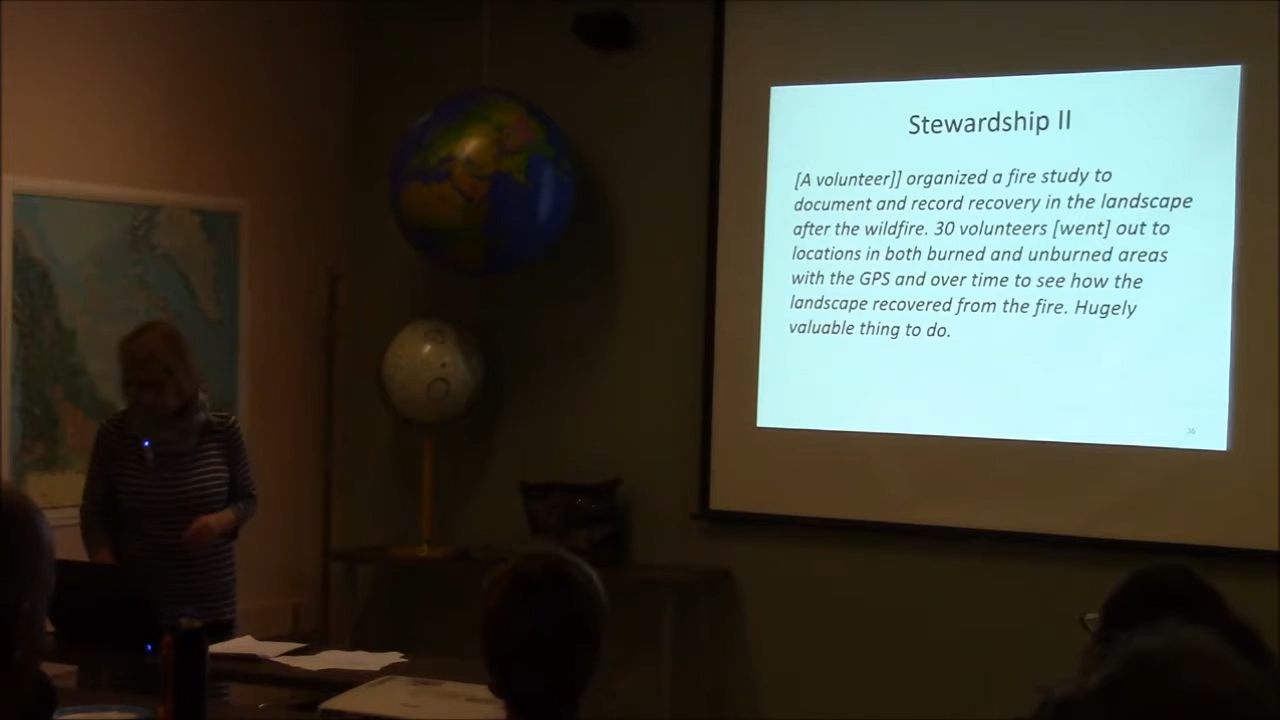 Stewardship II
[A volunteer]] organized a fire study to
document and record recovery in the landscape
after the wildfire. 30 volunteers [went] out to
locations in both burned and unburned areas
with the GPS and over time to see how the
landscape recovered from the fire. Hugely
valuable thing to do.
36